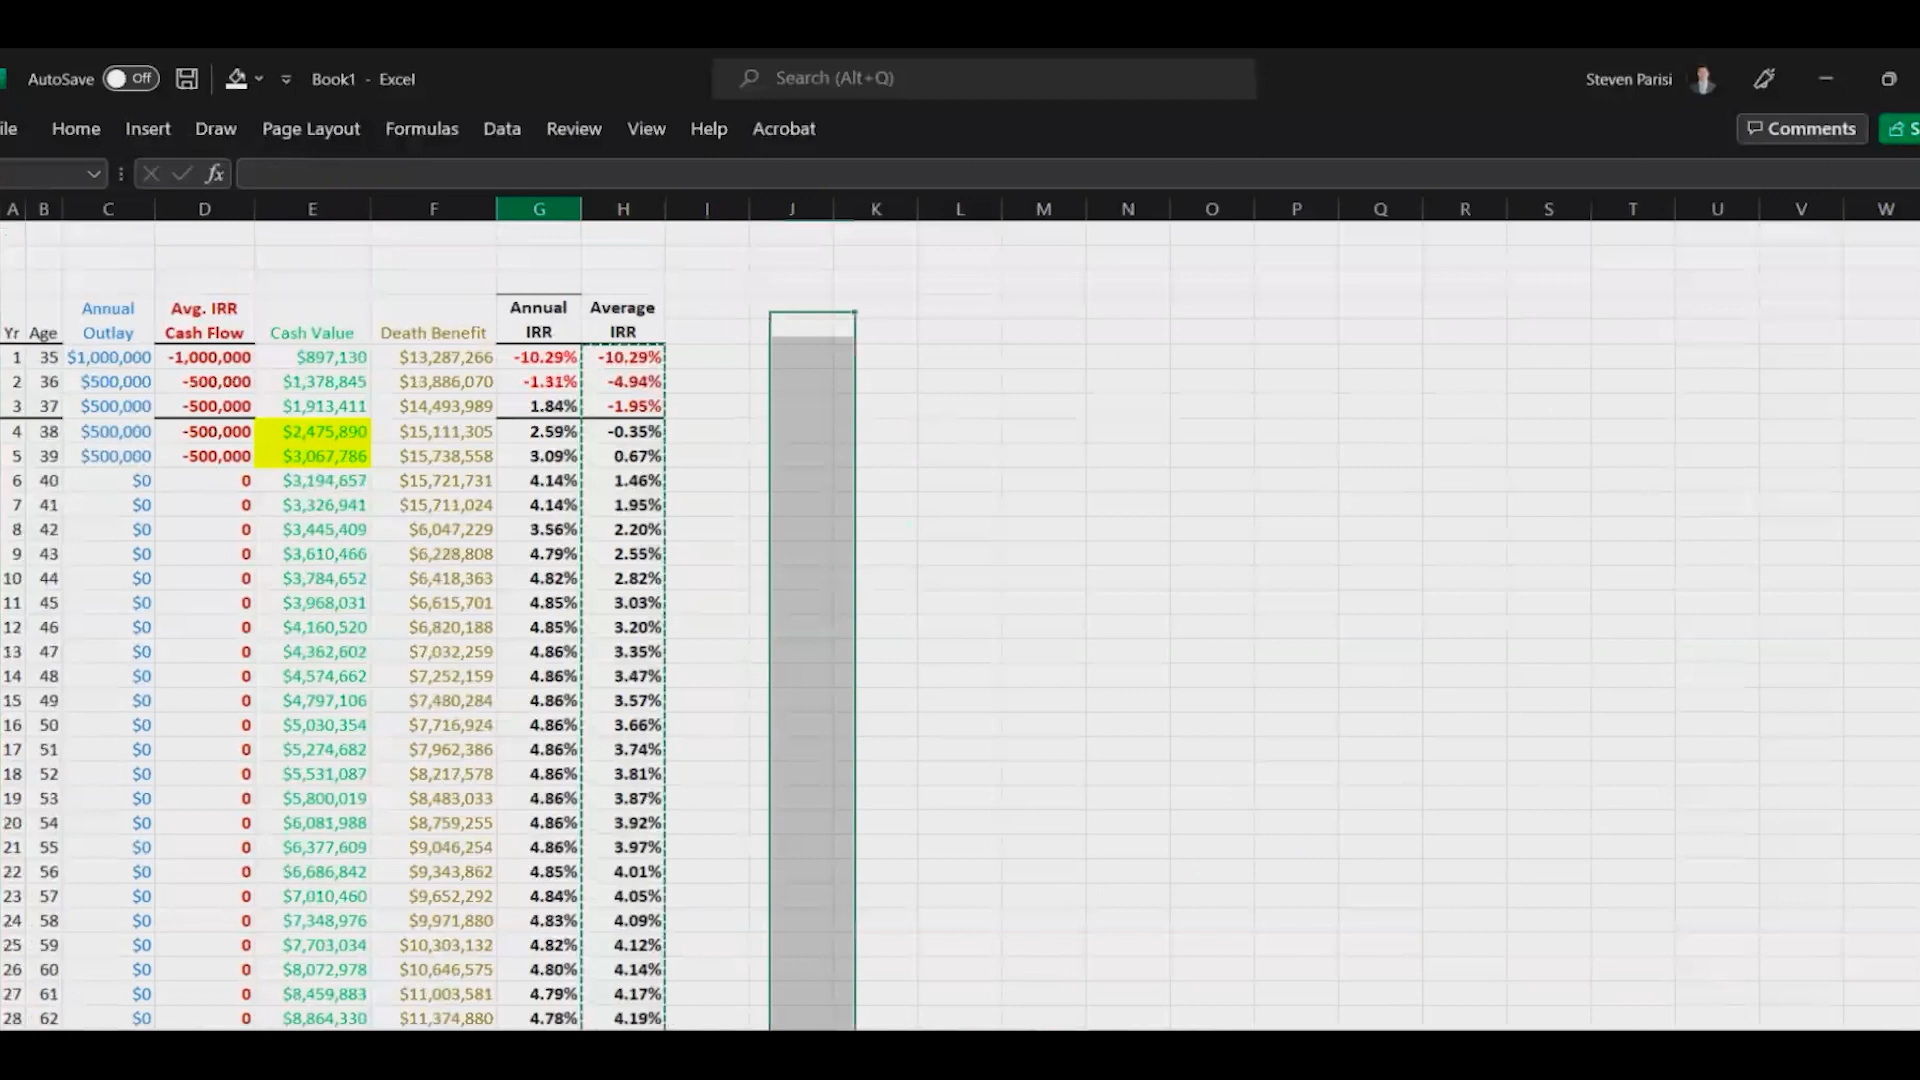 AutoSave Off Book1 - Excel Search (Alt+Q) Steven Parisi
ile Home Insert Draw Page Layout Formulas Data Review View Help Acrobat Comments S
fx
A B C D E F G H I J K L M N O P Q R S T U V W
Annual Avg. IRR Annual Average
Yr Age Outlay Cash Flow Cash Value Death Benefit IRR IRR
1 35 $1,000,000 -1,000,000 $897,130 $13,287,266 -10.29% -10.29%
2 36 $500,000 -500,000 $1,378,845 $13,886,070 -1.31% -4.94%
3 37 $500,000 -500,000 $1,913,411 $14,493,989 1.84% -1.95%
4 38 $500,000 -500,000 $2,475,890 $15,111,305 2.59% -0.35%
5 39 $500,000 -500,000 $3,067,786 $15,738,558 3.09% 0.67%
6 40 $0 0 $3,194,657 $15,721,731 4.14% 1.46%
7 41 $0 0 $3,326,941 $15,711,024 4.14% 1.95%
8 42 $0 0 $3,445,409 $6,047,229 3.56% 2.20%
9 43 $0 0 $3,610,466 $6,228,808 4.79% 2.55%
10 44 $0 0 $3,784,652 $6,418,363 4.82% 2.82%
11 45 $0 0 $3,968,031 $6,615,701 4.85% 3.03%
12 46 $0 0 $4,160,520 $6,820,188 4.85% 3.20%
13 47 $0 0 $4,362,602 $7,032,259 4.86% 3.35%
14 48 $0 0 $4,574,662 $7,252,159 4.86% 3.47%
15 49 $0 0 $4,797,106 $7,480,284 4.86% 3.57%
16 50 $0 0 $5,030,354 $7,716,924 4.86% 3.66%
17 51 $0 0 $5,274,682 $7,962,386 4.86% 3.74%
18 52 $0 0 $5,531,087 $8,217,578 4.86% 3.81%
19 53 $0 0 $5,800,019 $8,483,033 4.86% 3.87%
20 54 $0 0 $6,081,988 $8,759,255 4.86% 3.92%
21 55 $0 0 $6,377,609 $9,046,254 4.86% 3.97%
22 56 $0 0 $6,686,842 $9,343,862 4.85% 4.01%
23 57 $0 0 $7,010,460 $9,652,292 4.84% 4.05%
24 58 $0 0 $7,348,976 $9,971,880 4.83% 4.09%
25 59 $0 0 $7,703,034 $10,303,132 4.82% 4.12%
26 60 $0 0 $8,072,978 $10,646,575 4.80% 4.14%
27 61 $0 0 $8,459,883 $11,003,581 4.79% 4.17%
28 62 $0 0 $8,864,330 $11,374,880 4.78% 4.19%